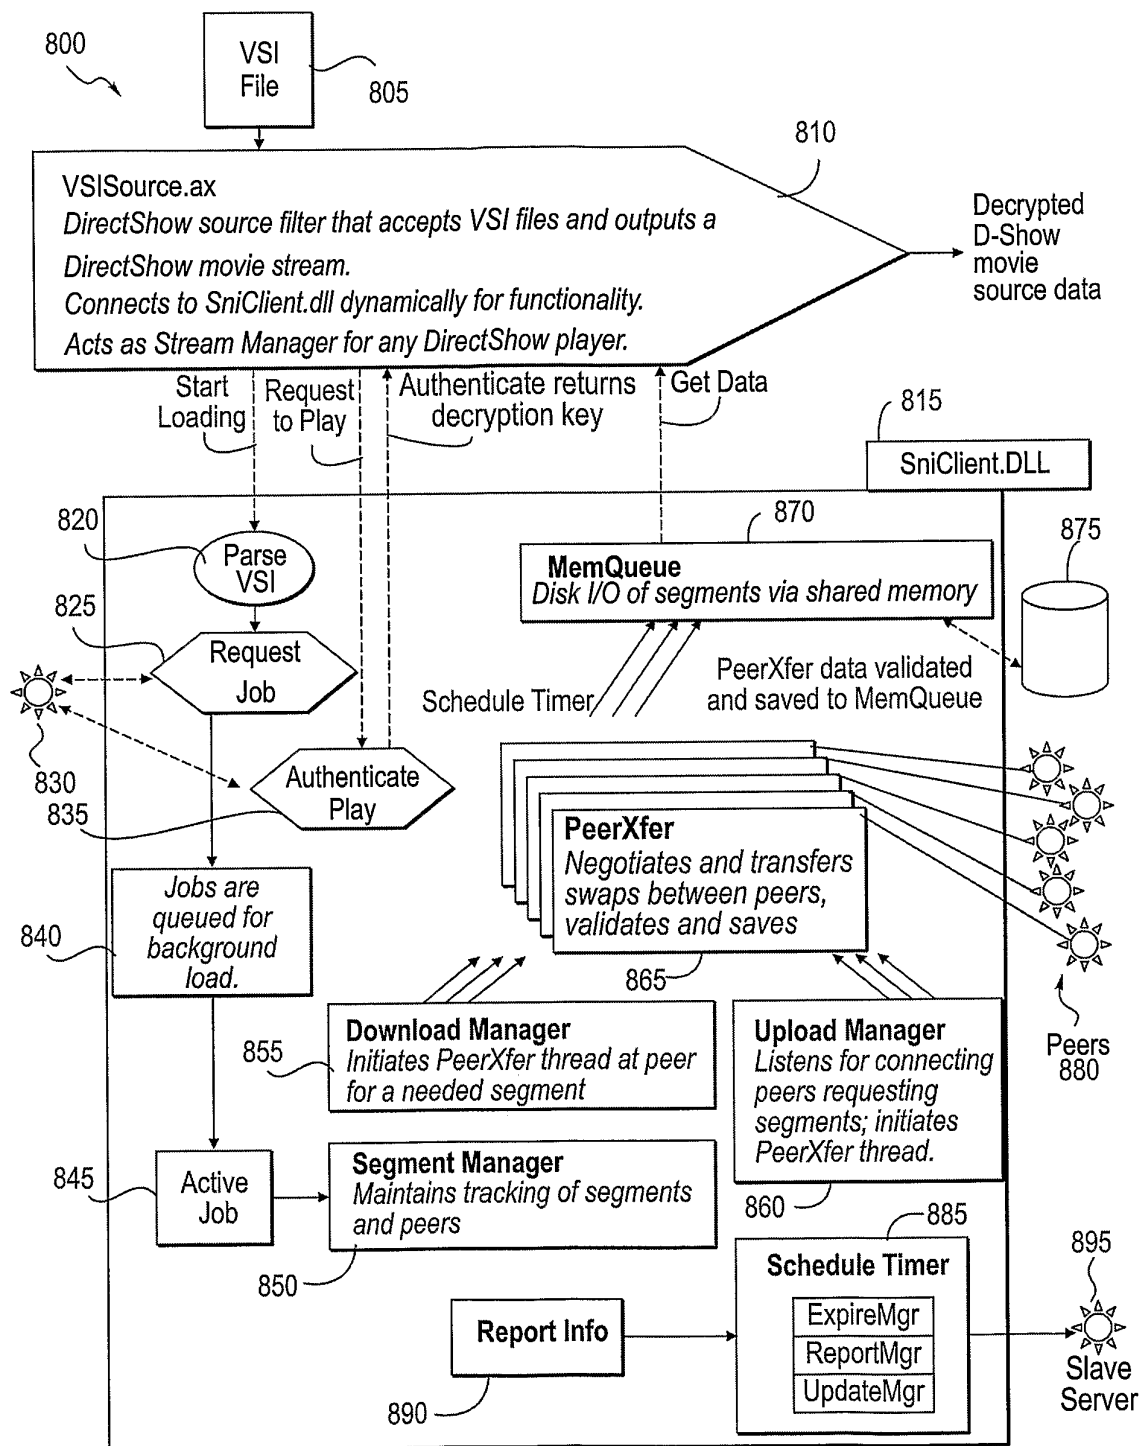 800
VSI
File
805
810
VSISource.ax
DirectShow source filter that accepts VSI files and outputs a
DirectShow movie stream.
Connects to SniClient.dll dynamically for functionality.
Acts as Stream Manager for any DirectShow player.
Decrypted
D-Show
movie
source data
Start
Loading
Request
to Play
Authenticate returns
decryption key
Get Data
815
SniClient.DLL
820
Parse
VSI
825
Request
Job
830
835
Authenticate
Play
870
MemQueue
Disk I/O of segments via shared memory
875
Schedule Timer
PeerXfer data validated
and saved to MemQueue
PeerXfer
Negotiates and transfers
swaps between peers,
validates and saves
865
Peers
880
840
Jobs are
queued for
background
load.
855
Download Manager
Initiates PeerXfer thread at peer
for a needed segment
Upload Manager
Listens for connecting
peers requesting
segments; initiates
PeerXfer thread.
860
845
Active
Job
Segment Manager
Maintains tracking of segments
and peers
850
885
Schedule Timer
ExpireMgr
ReportMgr
UpdateMgr
Report Info
890
895
Slave
Server